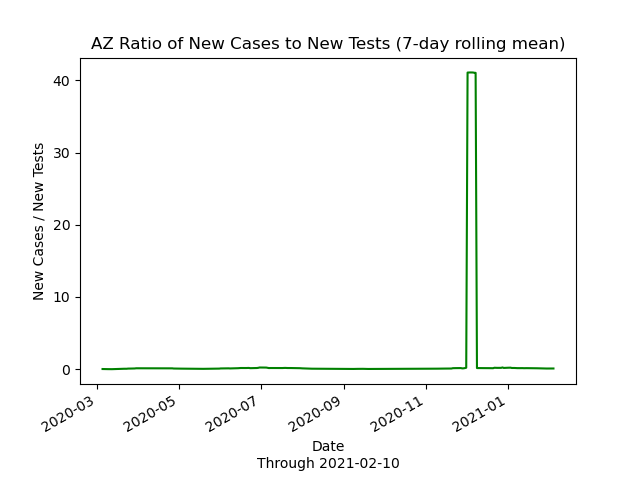 AZ Ratio of New Cases to New Tests (7-day rolling mean)
New Cases / New Tests
40
30
20
10
0
2020-03
2020-05
2020-07
2020-09
2020-11
2021-01
Date
Through 2021-02-10